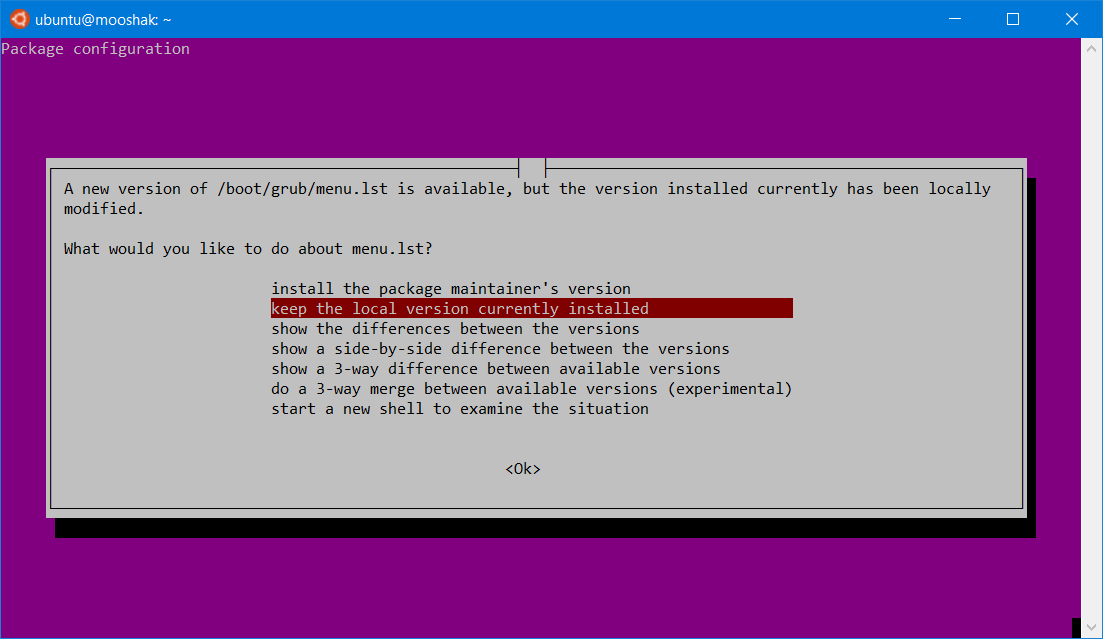 ubuntu@mooshak: ~
Package configuration
A new version of /boot/grub/menu.lst is available, but the version installed currently has been locally
modified.
What would you like to do about menu.lst?
install the package maintainer's version
keep the local version currently installed
show the differences between the versions
show a side-by-side difference between the versions
show a 3-way difference between available versions
do a 3-way merge between available versions (experimental)
start a new shell to examine the situation
<Ok>